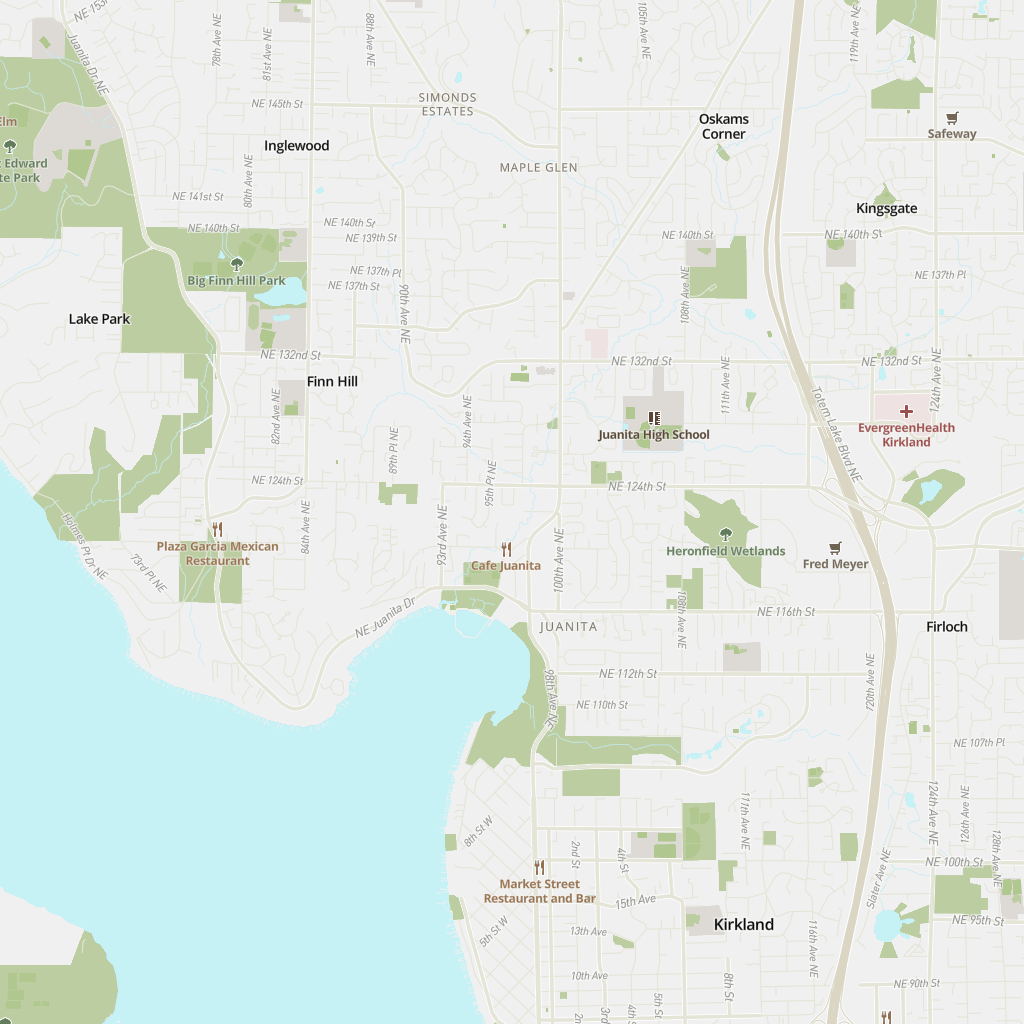 NE 153r
Juanita Dr NE
78th Ave NE
81st Ave NE
88th Ave NE
105th Ave NE
119th Ave NE
NE 145th St
SIMONDS
ESTATES
Oskams
Corner
Safeway
Elm
Edward
te Park
Inglewood
80th Ave NE
MAPLE GLEN
NE 141st St
Kingsgate
NE 140th St
NE 140th St
NE 139th St
NE 140th St
NE 140th St
Big Finn Hill Park
NE 137th Pl
NE 137th St
NE 137th Pl
108th Ave NE
90th Ave NE
Lake Park
NE 132nd St
NE 132nd St
NE 132nd St
Finn Hill
111th Ave NE
124th Ave NE
82nd Ave NE
94th Ave NE
Totem Lake Blvd NE
Juanita High School
EvergreenHealth
Kirkland
89th Pl NE
95th Pl NE
NE 124th St
NE 124th St
Holmes Pt Dr NE
84th Ave NE
93rd Ave NE
100th Ave NE
Plaza Garcia Mexican
Restaurant
73rd Pl NE
Cafe Juanita
Heronfield Wetlands
Fred Meyer
NE Juanita Dr
108th Ave NE
NE 116th St
JUANITA
Firloch
98th Ave NE
NE 112th St
720th Ave NE
NE 110th St
NE 107th Pl
111th Ave NE
124th Ave NE
126th Ave NE
128th Ave NE
8th St W
2nd St
4th St
Slater Ave NE
NE 100th St
Market Street
Restaurant and Bar
15th Ave
5th St W
13th Ave
Kirkland
116th Ave NE
NE 95th St
10th Ave
8th St
NE 90th St
5th St
4th St
3rd
2n